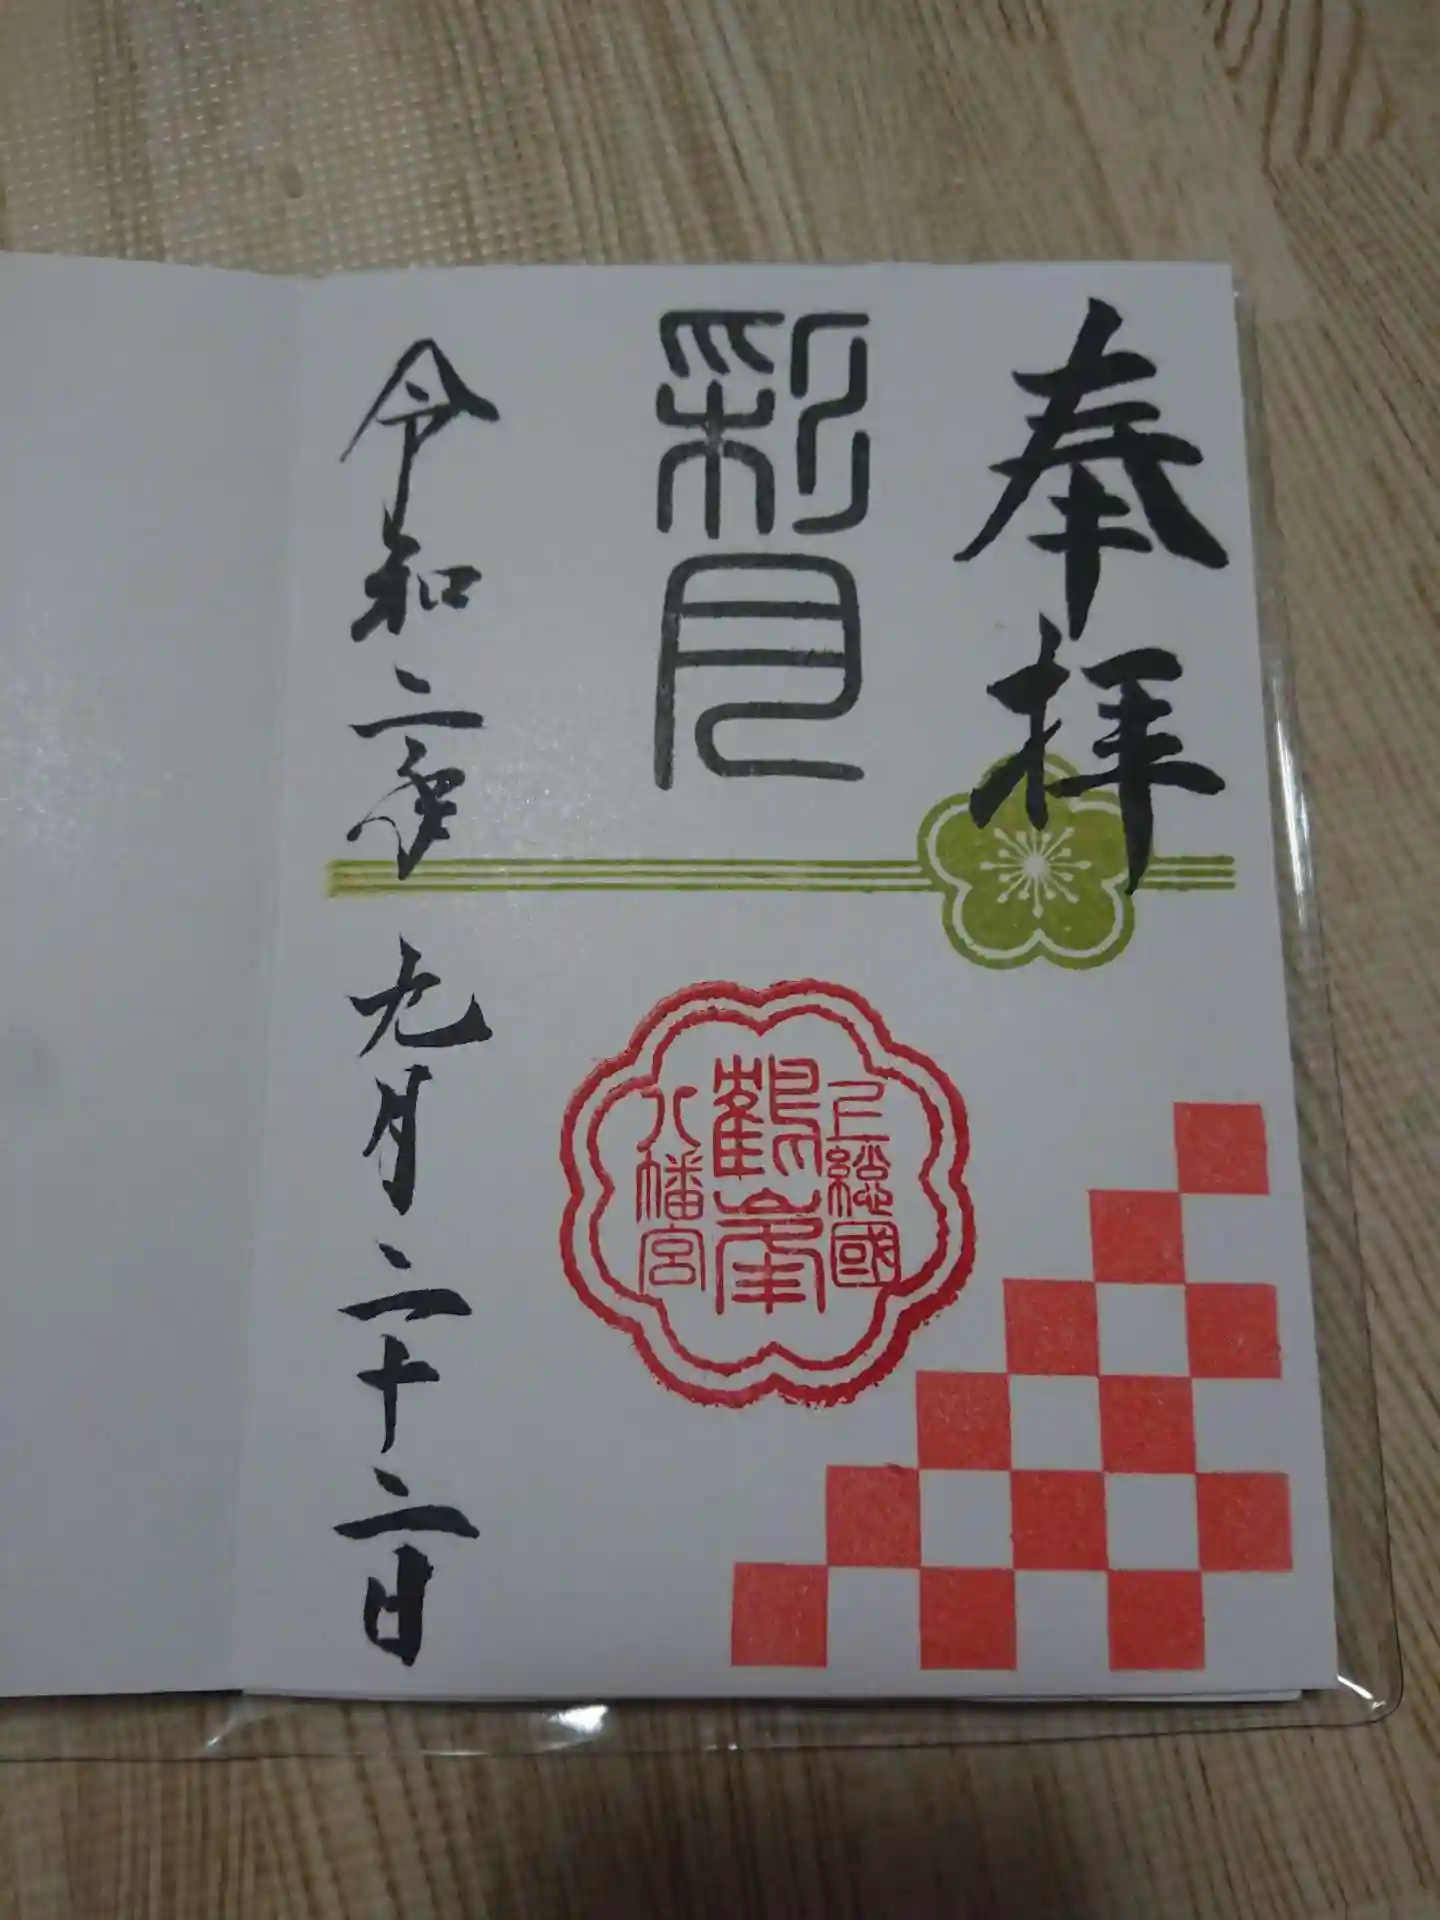 奉拝
彩月
上総國
鶴峯
八幡宮
令和二年九月二十二日